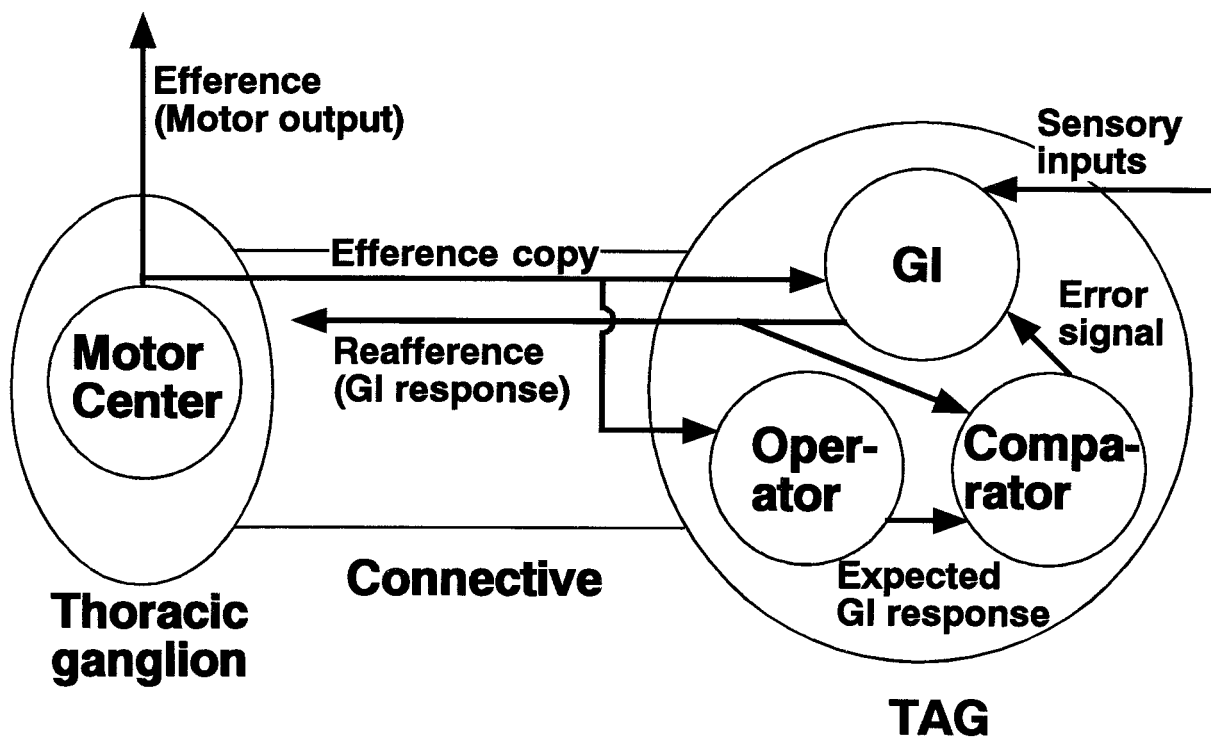 Efference
(Motor output)
Sensory
inputs
Efference copy
GI
Error
signal
Motor
Center
Reafference
(GI response)
Oper-
ator
Compa-
rator
Expected
GI response
Connective
Thoracic
ganglion
TAG